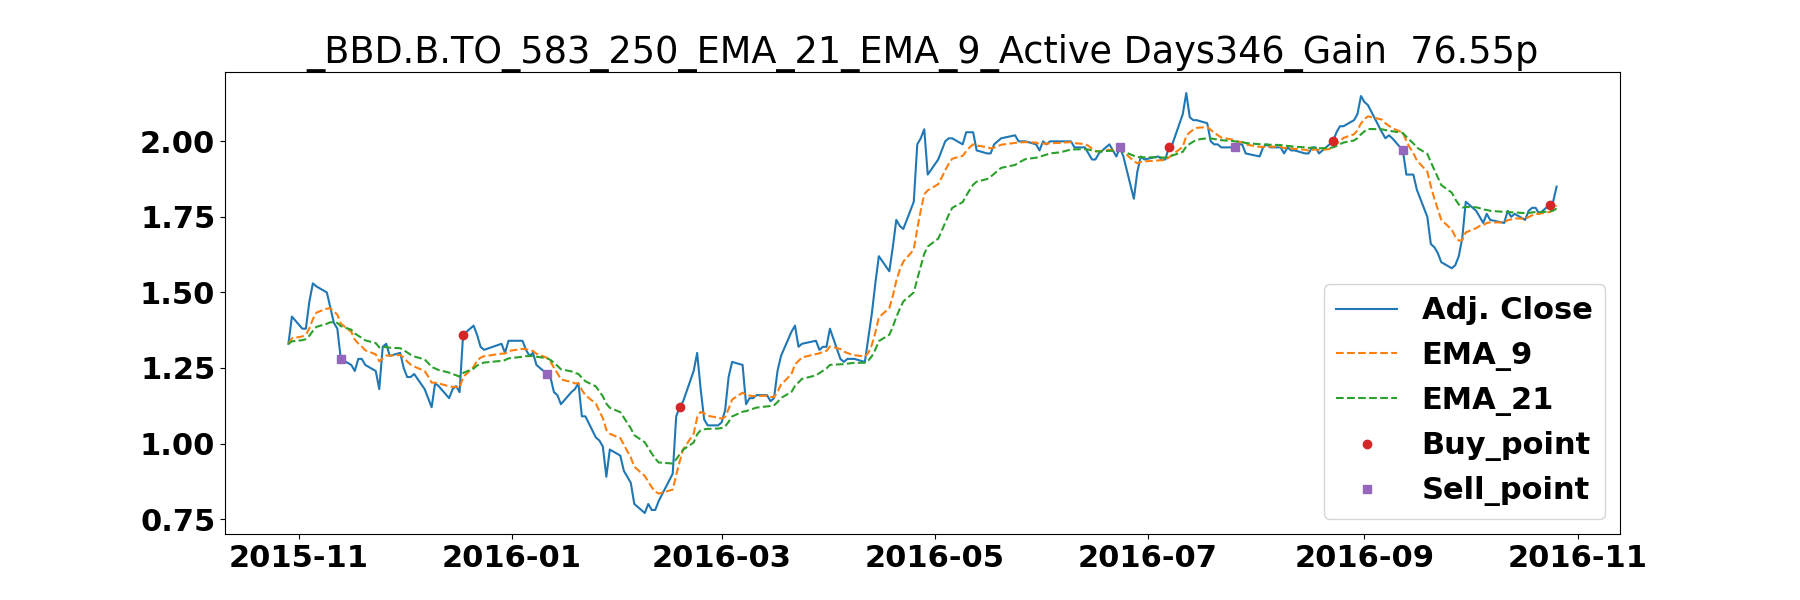 _BBD.B.TO_583_250_EMA_21_EMA_9_Active Days346_Gain  76.55p
2.00
1.75
1.50
1.25
1.00
0.75
Adj. Close
EMA_9
EMA_21
Buy_point
Sell_point
2015-11 2016-01 2016-03 2016-05 2016-07 2016-09 2016-11